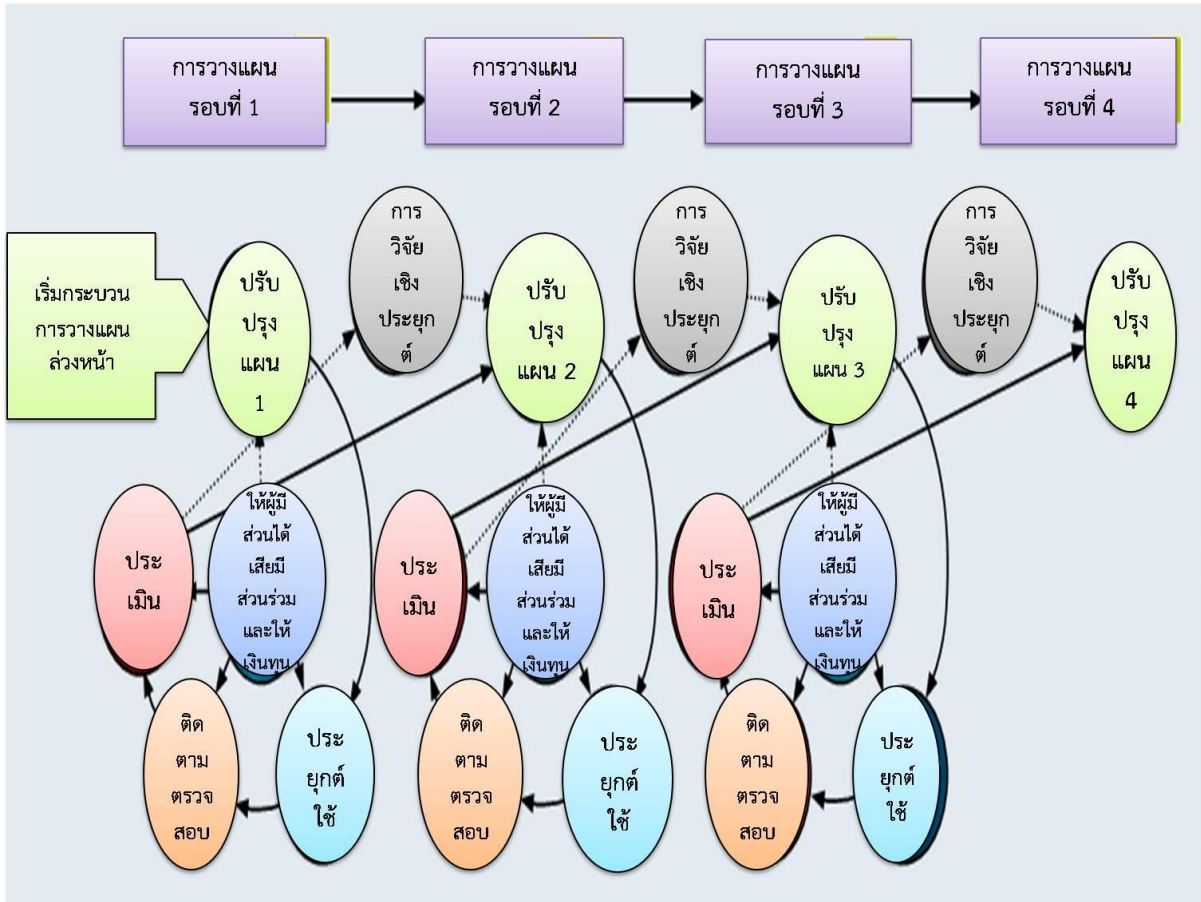 การวางแผน
รอบที่ 1
การวางแผน
รอบที่ 2
การวางแผน
รอบที่ 3
การวางแผน
รอบที่ 4
เริ่มกระบวน
การวางแผน
ล่วงหน้า
ปรับ
ปรุง
แผน
1
การ
วิจัย
เชิง
ประยุก
ต์
ปรับ
ปรุง
แผน 2
การ
วิจัย
เชิง
ประยุก
ต์
ปรับ
ปรุง
แผน 3
การ
วิจัย
เชิง
ประยุก
ต์
ปรับ
ปรุง
แผน
4
ประ
เมิน
ให้ผู้มี
ส่วนได้
เสียมี
ส่วนร่วม
และให้
เงินทุน
ประ
เมิน
ให้ผู้มี
ส่วนได้
เสียมี
ส่วนร่วม
และให้
เงินทุน
ประ
เมิน
ให้ผู้มี
ส่วนได้
เสียมี
ส่วนร่วม
และให้
เงินทุน
ติด
ตาม
ตรวจ
สอบ
ประ
ยุกต์
ใช้
ติด
ตาม
ตรวจ
สอบ
ประ
ยุกต์
ใช้
ติด
ตาม
ตรวจ
สอบ
ประ
ยุกต์
ใช้